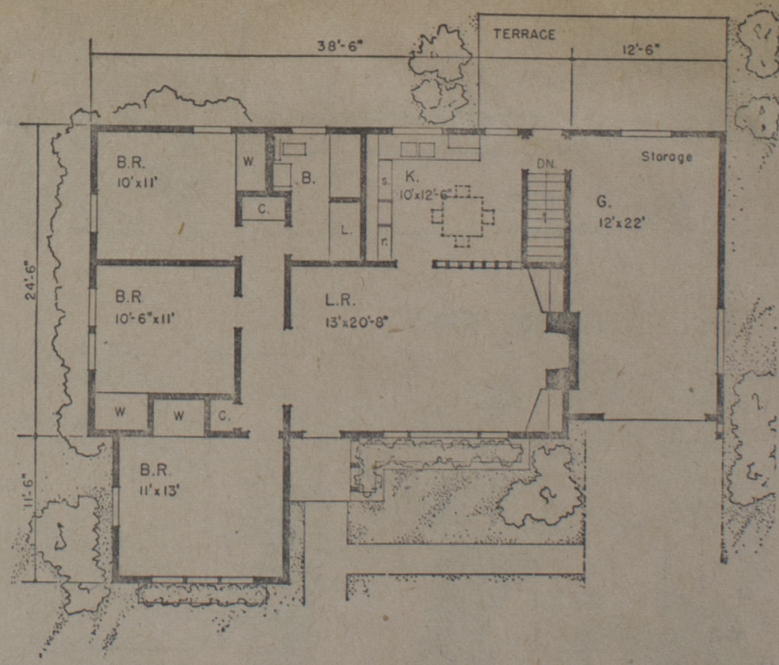 TERRACE
38'-6"
12'-6"
B.R.
10'x11'
W.
B.
C.
L.
S.
K.
10'x12'-6"
r.
DN.
Storage
G.
12'x22'
24'-6"
B.R.
10'-6"x11'
L.R.
13'x20'-8"
W
W
C.
B.R.
11'x13'
11'-6"